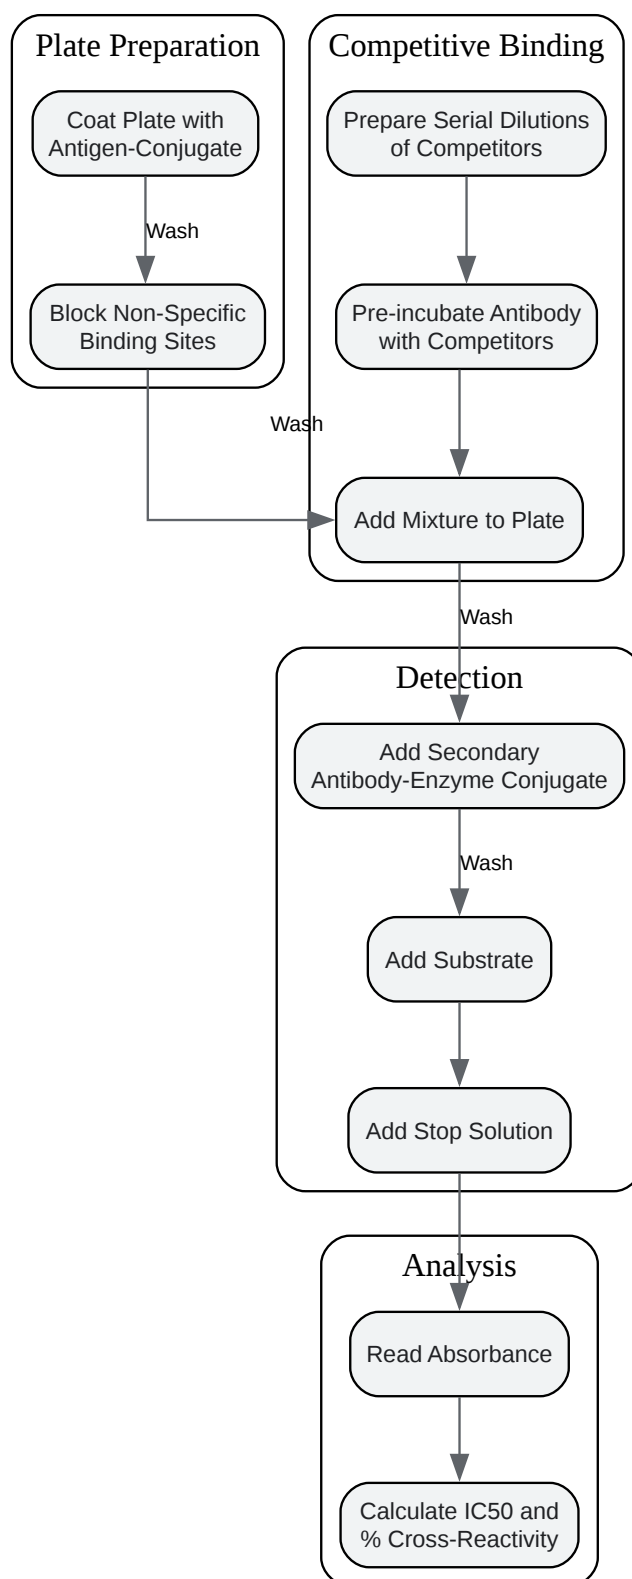 Plate Preparation
Coat Plate with
Antigen-Conjugate
Wash
Block Non-Specific
Binding Sites
Wash
Competitive Binding
Prepare Serial Dilutions
of Competitors
Pre-incubate Antibody
with Competitors
Add Mixture to Plate
Wash
Detection
Add Secondary
Antibody-Enzyme Conjugate
Wash
Add Substrate
Add Stop Solution
Analysis
Read Absorbance
Calculate IC50 and
% Cross-Reactivity